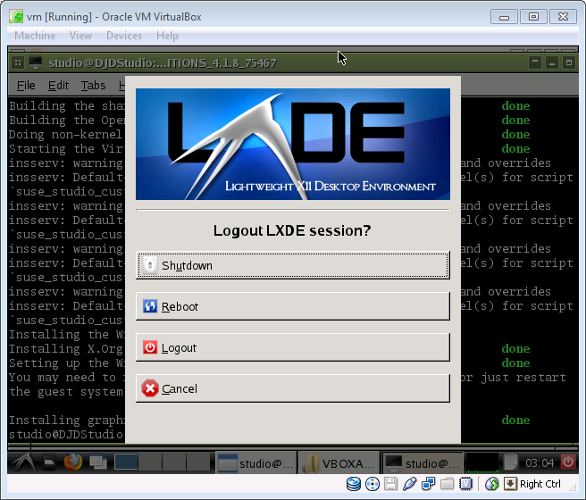 vm [Running] - Oracle VM VirtualBox
Machine View Devices Help
studio@DJDStudio:...ITIONS_4.1.8_75467
File Edit Tabs H
Building the sha done
Building the Ope done
Doing non-kernel done
Starting the Vir done
insserv: warning and overrides
insserv: Default- el(s) for script
`suse_studio_cus
insserv: warning and overrides
insserv: Default- el(s) for script
`suse_studio_cus
insserv: warning and overrides
insserv: Default- el(s) for script
`suse_studio_cus
insserv: warning and overrides
insserv: Default- el(s) for script
`suse_studio_cus
Installing the Wi
Installing X.Org done
Setting up the Wi done
You may need to r or just restart
the guest system
Installing graphi done
studio@DJDStudio
LXDE
Lightweight X11 Desktop Environment
Logout LXDE session?
Shutdown
Reboot
Logout
Cancel
studio@... VBOXA... studio@... 03:04
Right Ctrl